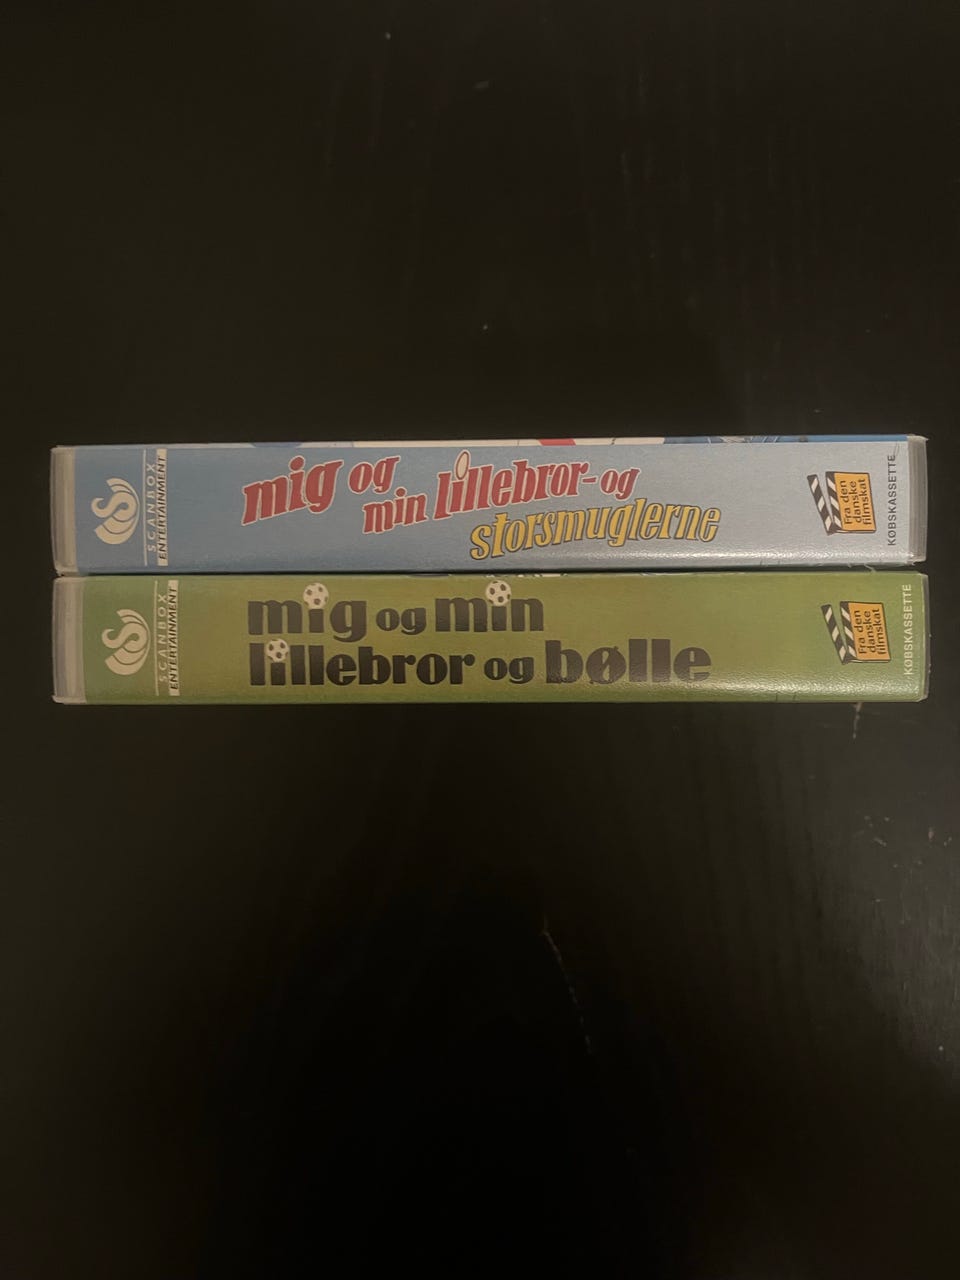 SCANBOX
ENTERTAINMENT
mig og
min lillebror-og
storsmuglerne
Fra den
danske
filmskat
KØBSKASSETTE
SCANBOX
ENTERTAINMENT
mig og min
lillebror og bølle
Fra den
danske
filmskat
KØBSKASSETTE